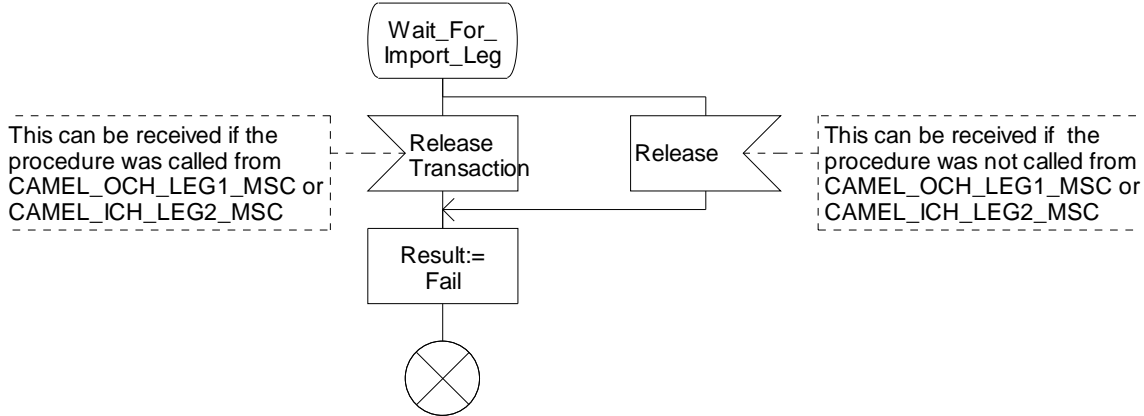 Wait_For_
Import_Leg
This can be received if the
procedure was called from
CAMEL_OCH_LEG1_MSC or
CAMEL_ICH_LEG2_MSC
Release
Transaction
Release
This can be received if  the
procedure was not called from
CAMEL_OCH_LEG1_MSC or
CAMEL_ICH_LEG2_MSC
Result:=
Fail